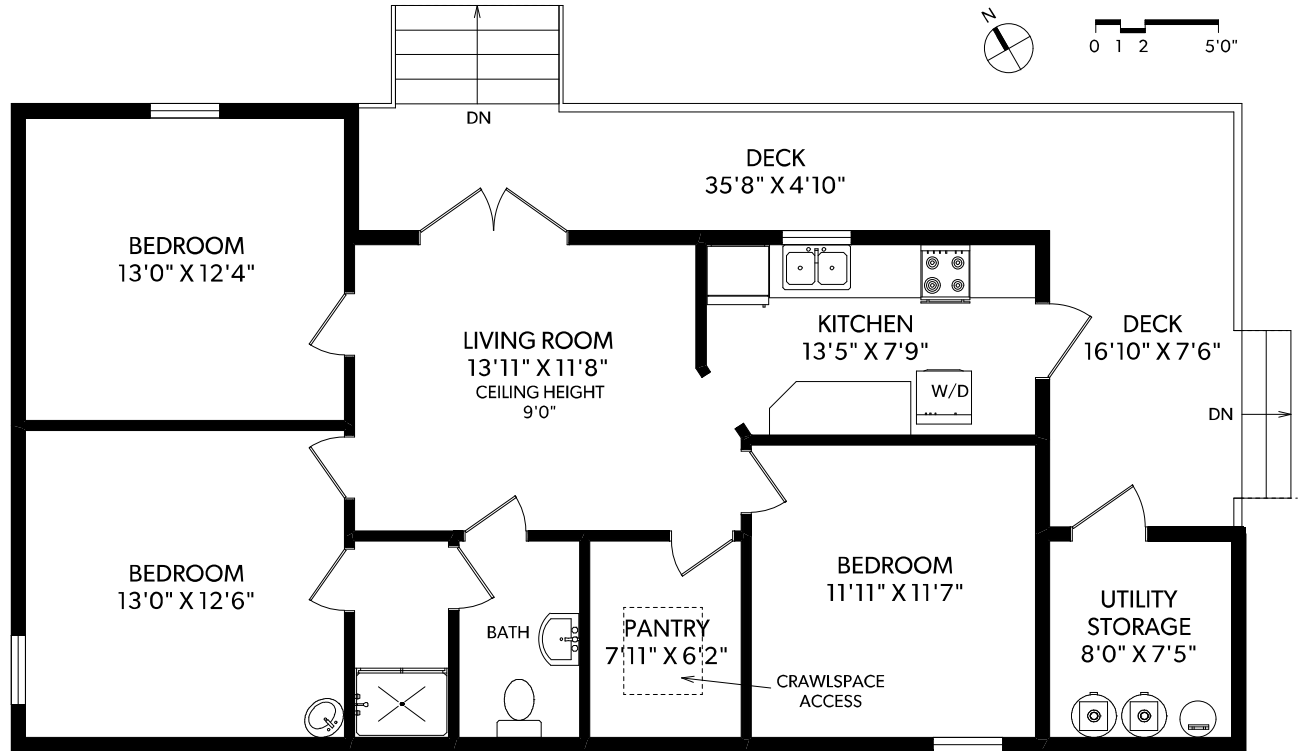 N
0 1 2 5'0"
DN
DECK
35'8" X 4'10"
BEDROOM
13'0" X 12'4"
LIVING ROOM
13'11" X 11'8"
CEILING HEIGHT
9'0"
KITCHEN
13'5" X 7'9"
W/D
DECK
16'10" X 7'6"
DN
BEDROOM
13'0" X 12'6"
BATH
PANTRY
7'11" X 6'2"
CRAWLSPACE
ACCESS
BEDROOM
11'11" X 11'7"
UTILITY
STORAGE
8'0" X 7'5"